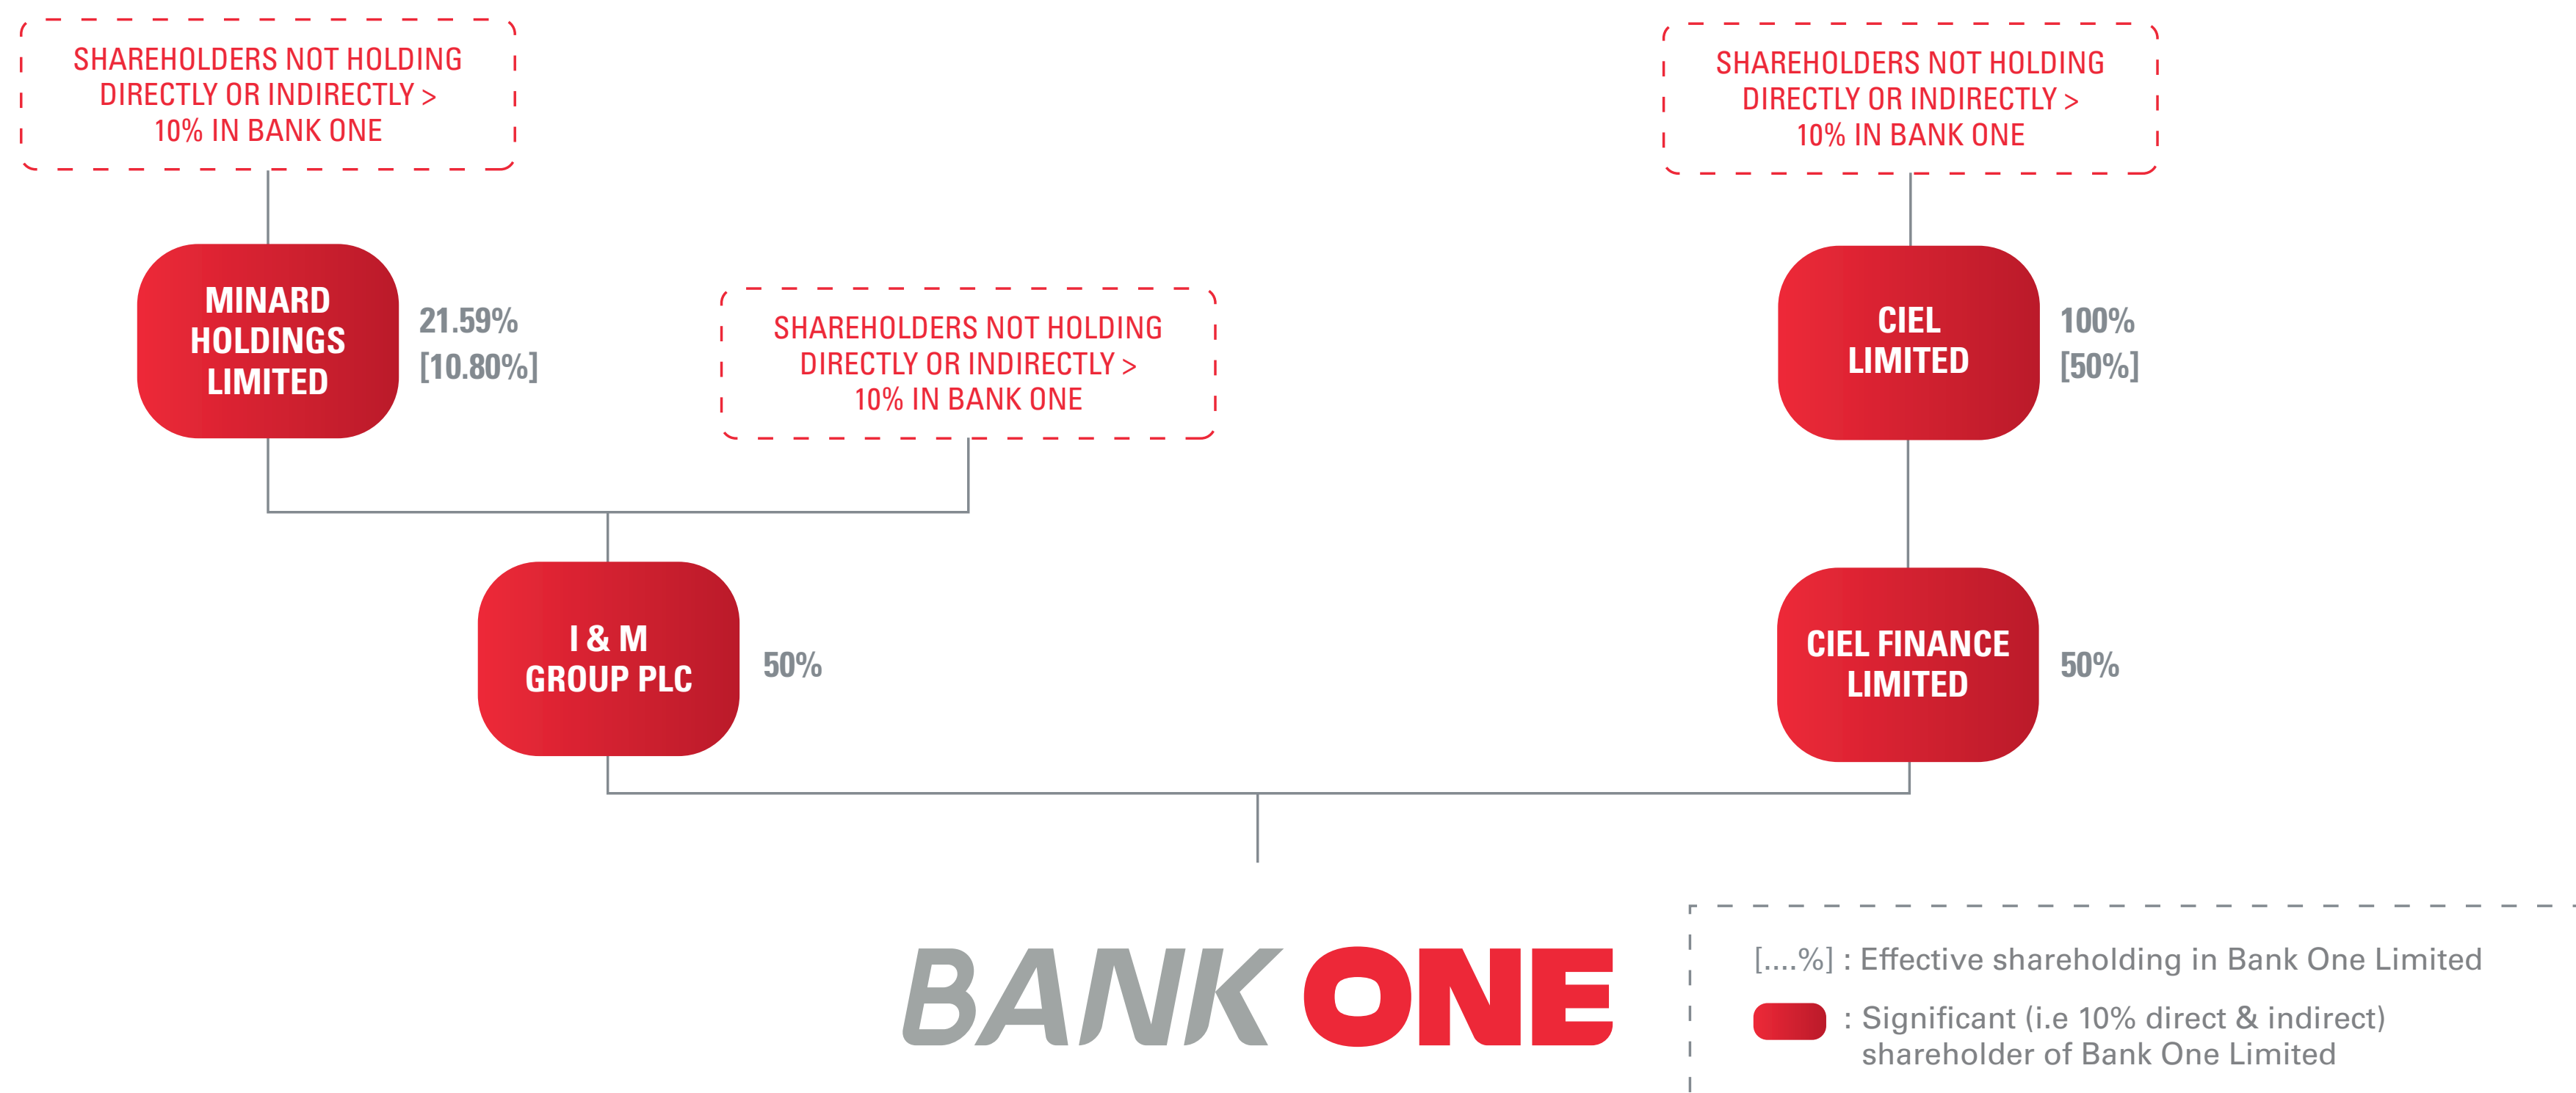 SHAREHOLDERS NOT HOLDING
DIRECTLY OR INDIRECTLY >
10% IN BANK ONE
SHAREHOLDERS NOT HOLDING
DIRECTLY OR INDIRECTLY >
10% IN BANK ONE
MINARD
HOLDINGS
LIMITED
21.59%
[10.80%]
SHAREHOLDERS NOT HOLDING
DIRECTLY OR INDIRECTLY >
10% IN BANK ONE
CIEL
LIMITED
100%
[50%]
I & M
GROUP PLC
50%
CIEL FINANCE
LIMITED
50%
BANK ONE
[....%] : Effective shareholding in Bank One Limited
: Significant (i.e 10% direct & indirect)
shareholder of Bank One Limited